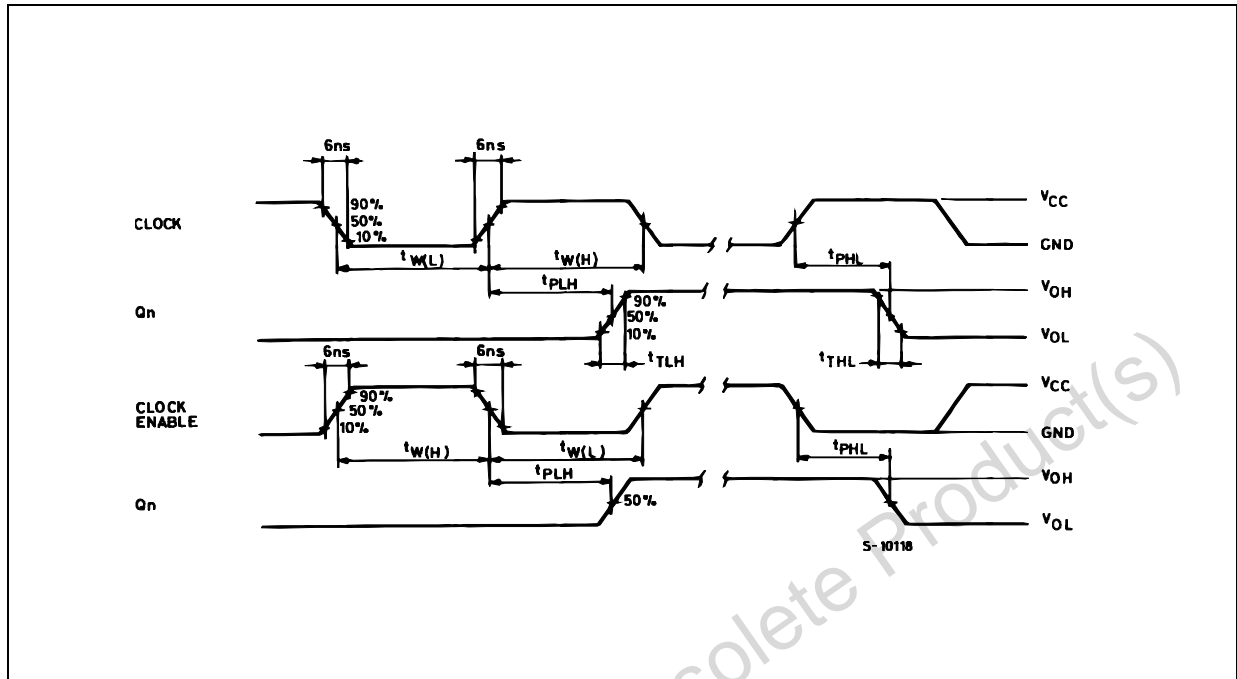 6ns 6ns
CLOCK 90% VCC
50%
10% GND
tW(L) tW(H) tPHL
tPLH
Qn 90% VOH
50%
10% VOL
6ns 6ns tTLH tTHL
CLOCK ENABLE 90% VCC
50%
10% GND
tW(H) tW(L) tPHL
tPLH
Qn 50% VOH
VOL
S-10118
solete Product(s)